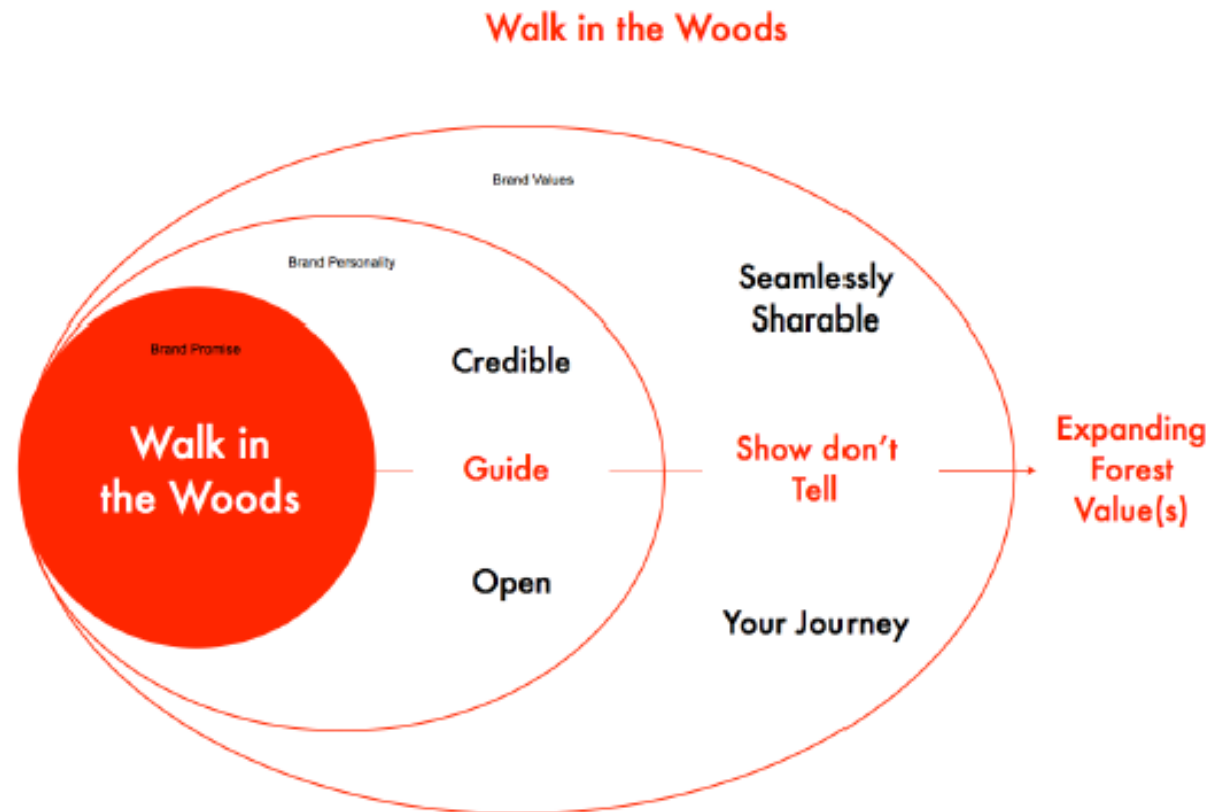 Walk in the Woods
Brand Values
Brand Personality
Brand Promise
Walk in
the Woods
Credible
Guide
Open
Seamlessly
Sharable
Show don't
Tell
Your Journey
Expanding
Forest
Value(s)